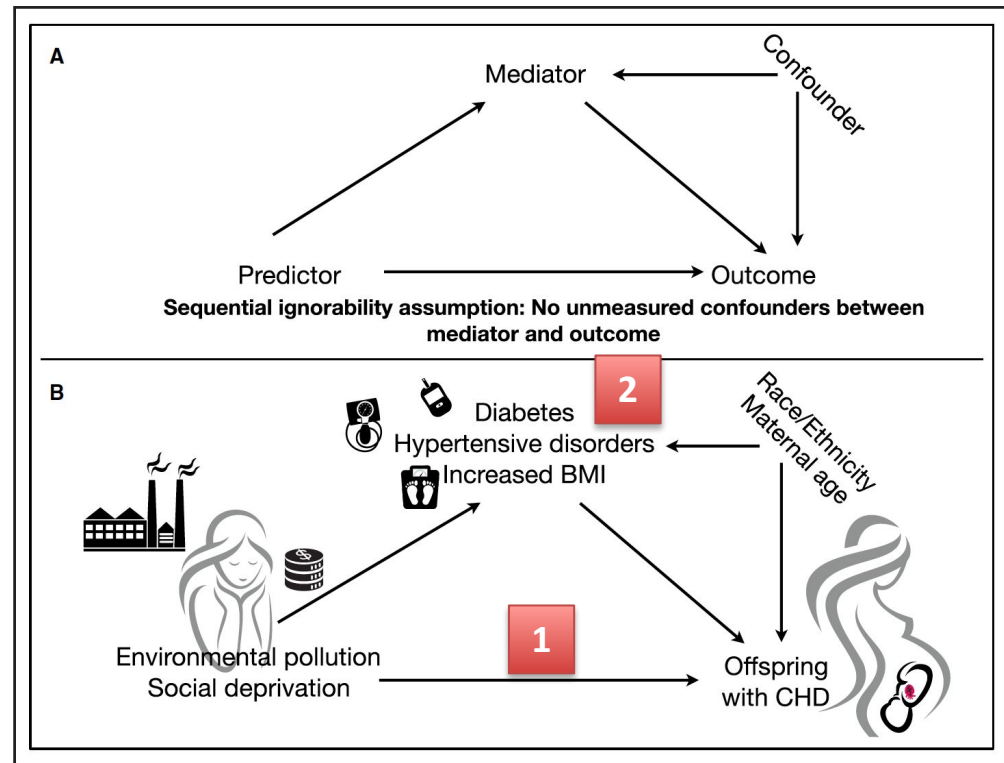 A
Mediator
Confounder
Predictor
Outcome
Sequential ignorability assumption: No unmeasured confounders between
mediator and outcome
B
2
Diabetes
Hypertensive disorders
Increased BMI
Race/Ethnicity
Maternal age
$
1
Environmental pollution
Social deprivation
Offspring
with CHD